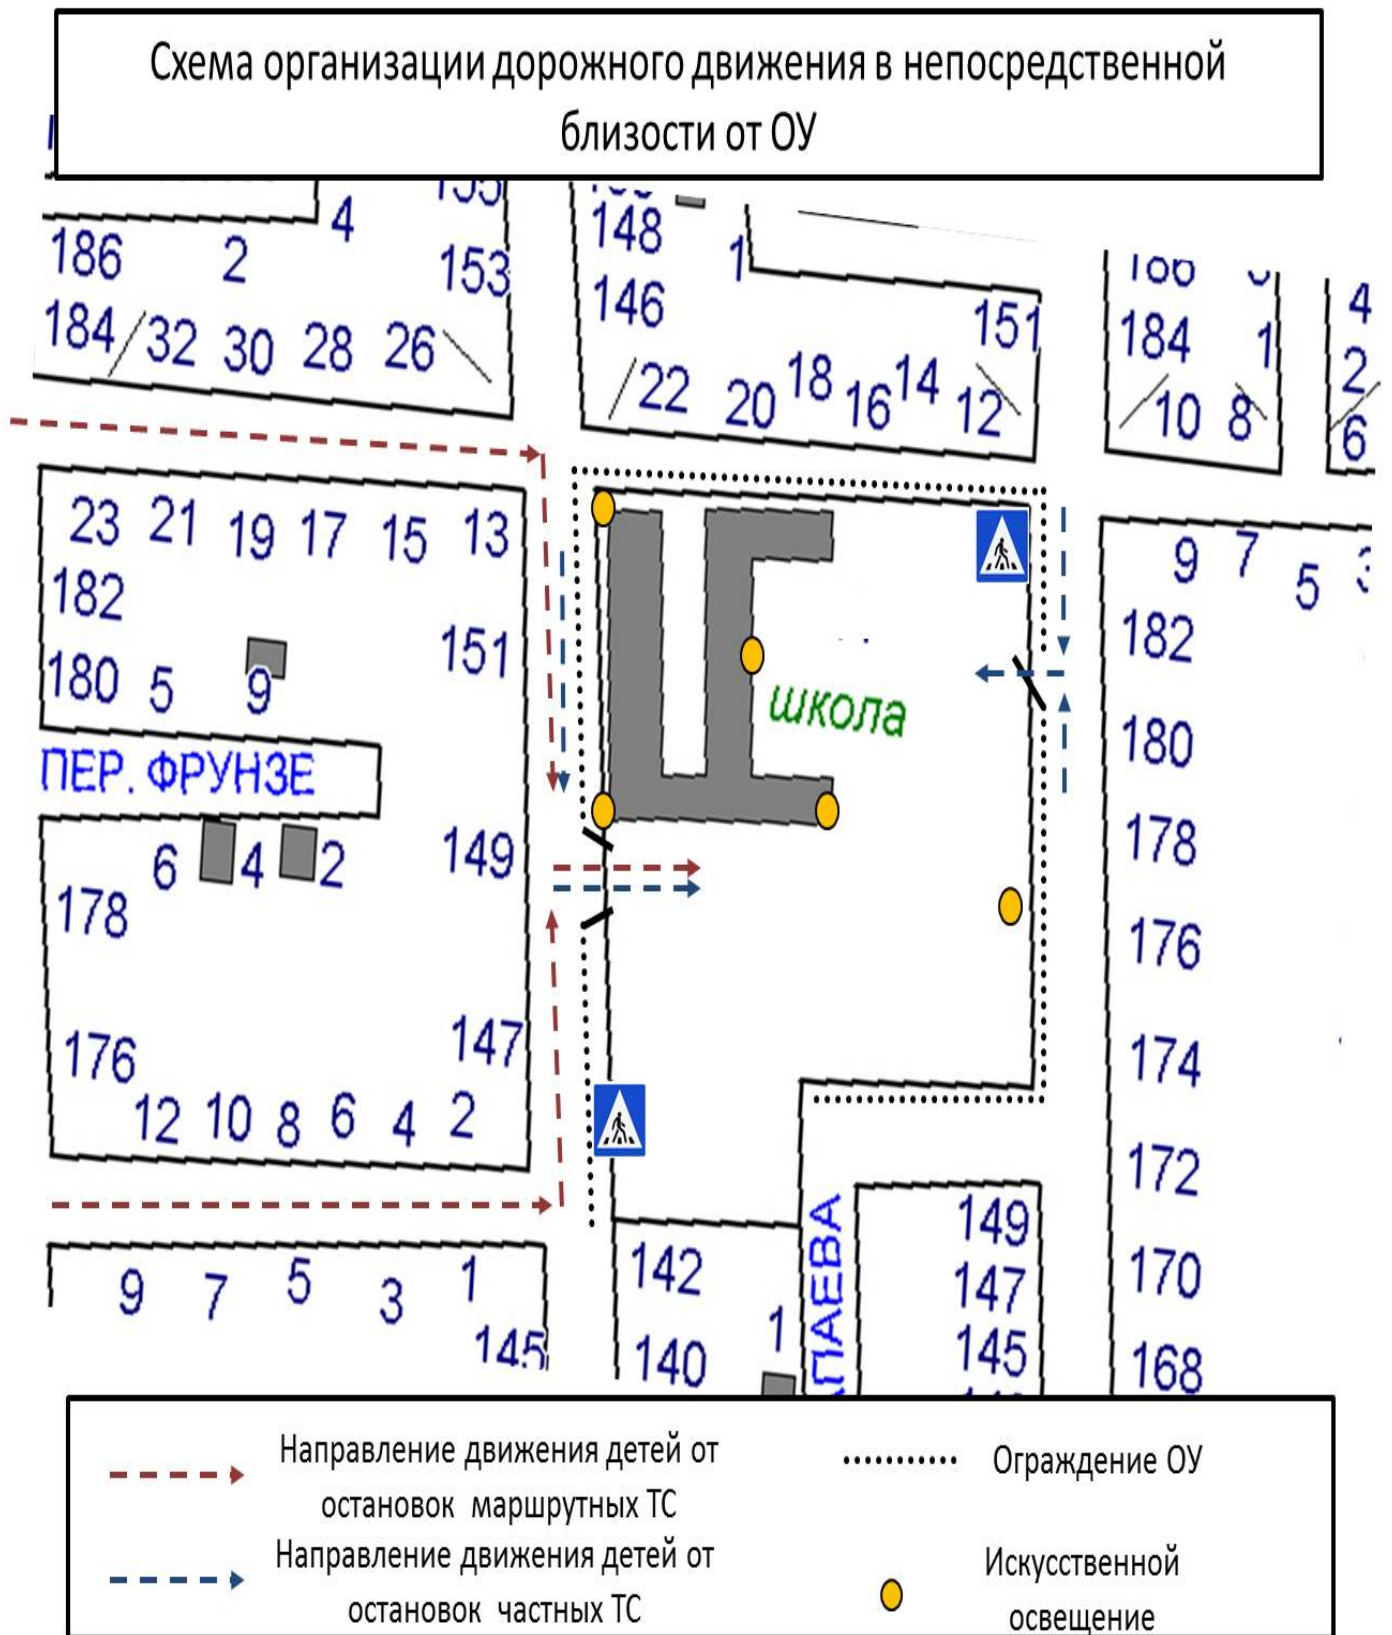 Схема организации дорожного движения в непосредственной
близости от ОУ
4
186 2 153
184 32 30 28 26
148 1
146 151
22 20 18 16 14 12
184 1
10 8
4
2
6
23 21 19 17 15 13
182
180 5 9 151
ПЕР. ФРУНЗЕ
6 4 2 149
178
176 147
12 10 8 6 4 2
школа
9 7 5
182
180
178
176
174
172
170
168
9 7 5 3 1
145
142
140 1
149
147
145
Направление движения детей от
остановок маршрутных ТС
Направление движения детей от
остановок частных ТС
Ограждение ОУ
Искусственной
освещение